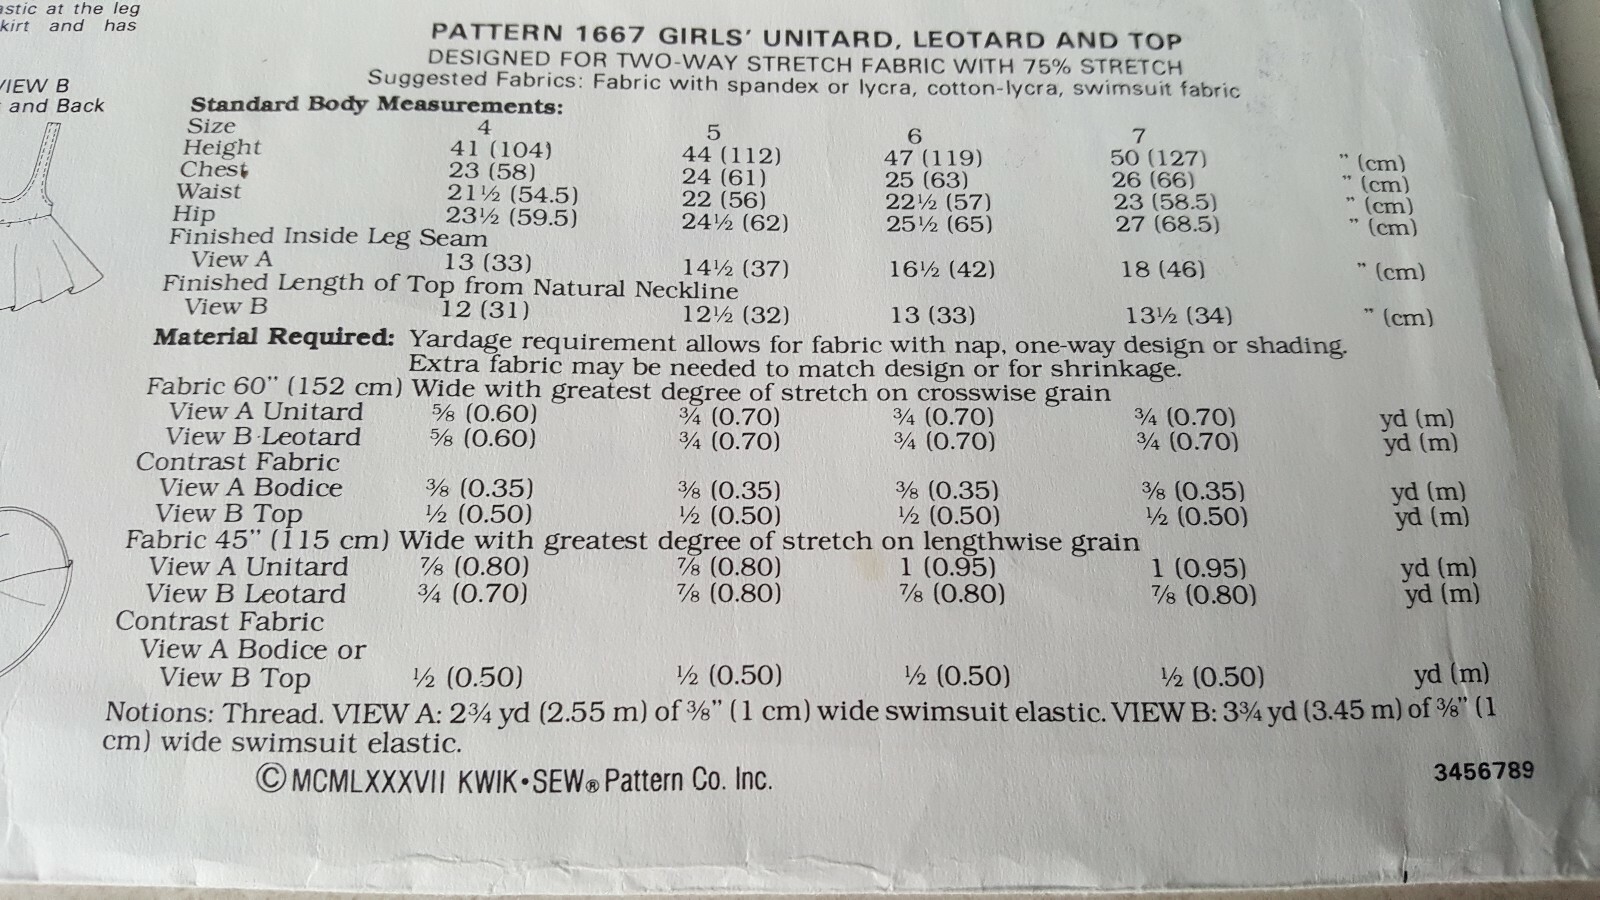 astic at the leg
kirt and has
VIEW B
and Back
PATTERN 1667 GIRLS' UNITARD, LEOTARD AND TOP
DESIGNED FOR TWO-WAY STRETCH FABRIC WITH 75% STRETCH
Suggested Fabrics: Fabric with spandex or lycra, cotton-lycra, swimsuit fabric
Standard Body Measurements:
Size 4 5 6 7
Height 41 (104) 44 (112) 47 (119) 50 (127) " (cm)
Chest 23 (58) 24 (61) 25 (63) 26 (66) " (cm)
Waist 21½ (54.5) 22 (56) 22½ (57) 23 (58.5) " (cm)
Hip 23½ (59.5) 24½ (62) 25½ (65) 27 (68.5) " (cm)
Finished Inside Leg Seam
View A 13 (33) 14½ (37) 16½ (42) 18 (46) " (cm)
Finished Length of Top from Natural Neckline
View B 12 (31) 12½ (32) 13 (33) 13½ (34) " (cm)
Material Required: Yardage requirement allows for fabric with nap, one-way design or shading.
Extra fabric may be needed to match design or for shrinkage.
Fabric 60" (152 cm) Wide with greatest degree of stretch on crosswise grain
View A Unitard ⅝ (0.60) ¾ (0.70) ¾ (0.70) ¾ (0.70) yd (m)
View B Leotard ⅝ (0.60) ¾ (0.70) ¾ (0.70) ¾ (0.70) yd (m)
Contrast Fabric
View A Bodice ⅜ (0.35) ⅜ (0.35) ⅜ (0.35) ⅜ (0.35) yd (m)
View B Top ½ (0.50) ½ (0.50) ½ (0.50) ½ (0.50) yd (m)
Fabric 45" (115 cm) Wide with greatest degree of stretch on lengthwise grain
View A Unitard ⅞ (0.80) ⅞ (0.80) 1 (0.95) 1 (0.95) yd (m)
View B Leotard ¾ (0.70) ⅞ (0.80) ⅞ (0.80) ⅞ (0.80) yd (m)
Contrast Fabric
View A Bodice or
View B Top ½ (0.50) ½ (0.50) ½ (0.50) ½ (0.50) yd (m)
Notions: Thread. VIEW A: 2¾ yd (2.55 m) of ⅜" (1 cm) wide swimsuit elastic. VIEW B: 3¾ yd (3.45 m) of ⅜" (1
cm) wide swimsuit elastic.
© MCMLXXXVII KWIK•SEW® Pattern Co. Inc.
3456789